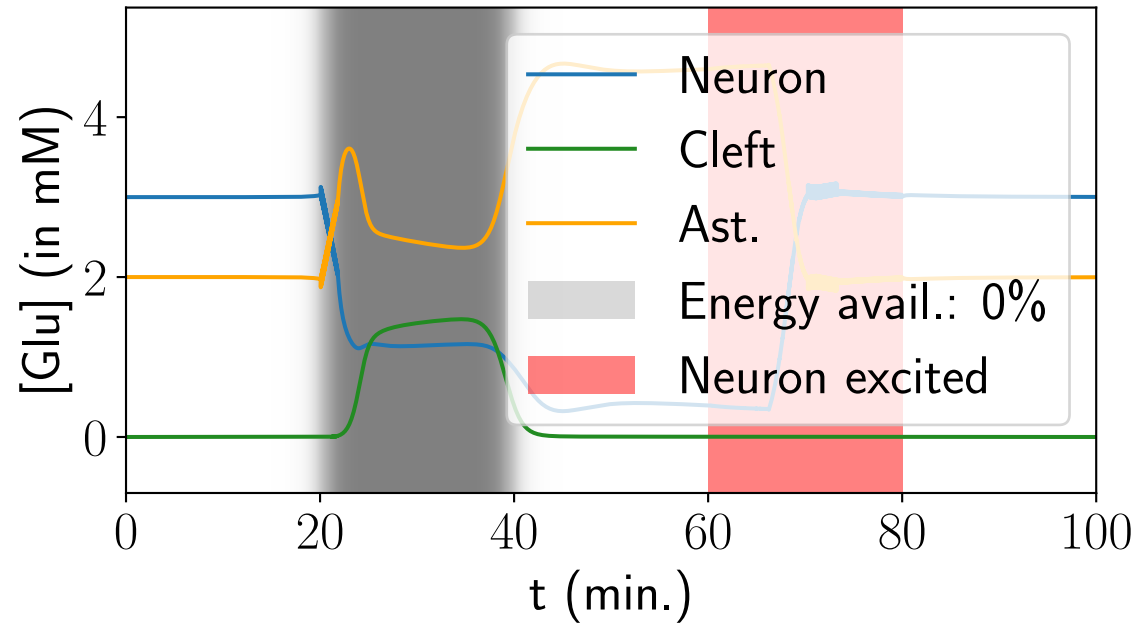 [Glu] (in mM)
4
2
0
Neuron
Cleft
Ast.
Energy avail.: 0%
Neuron excited
0 20 40 60 80 100
t (min.)